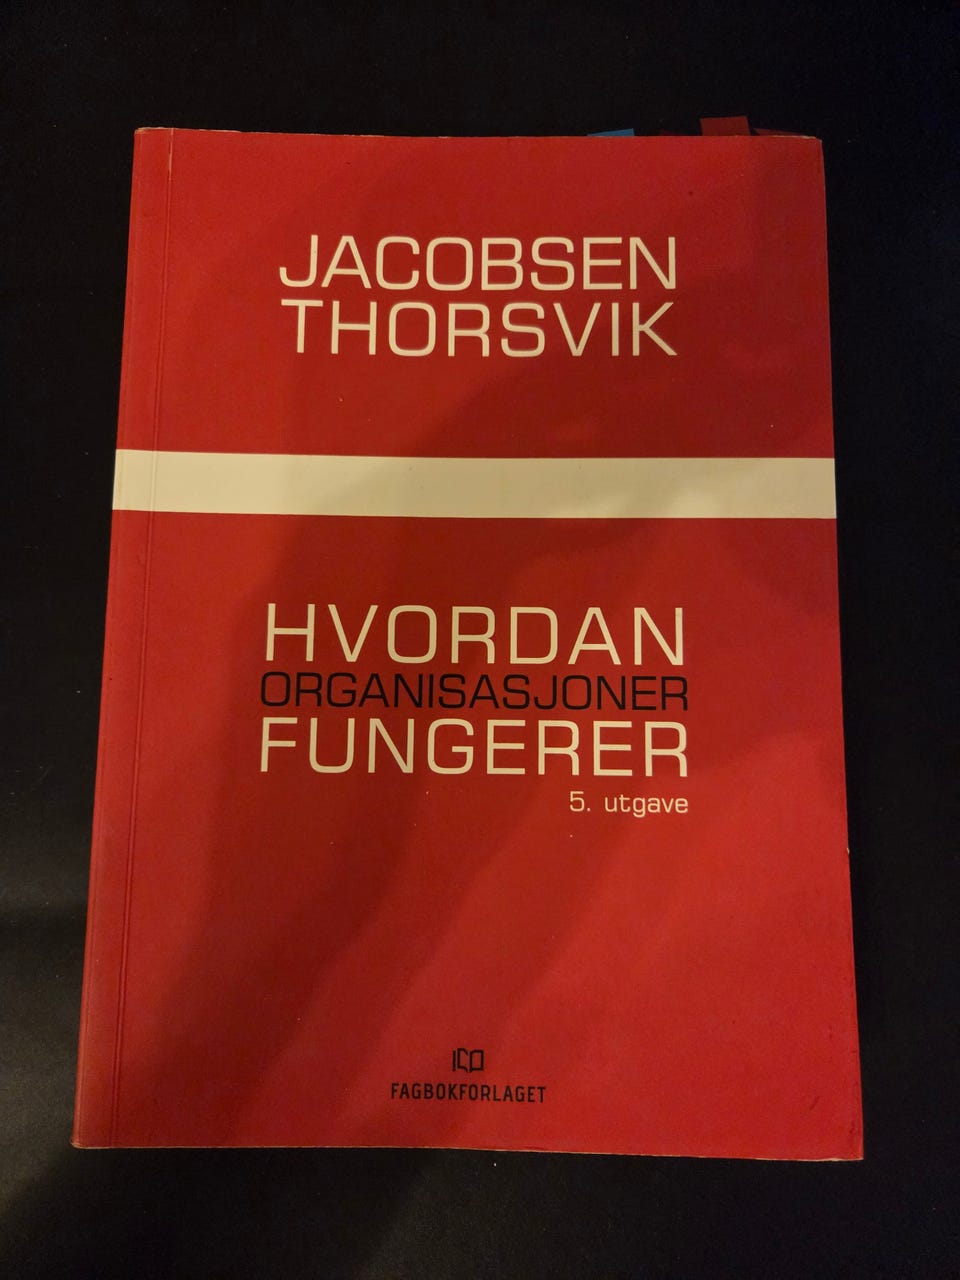 JACOBSEN
THORSVIK
HVORDAN
ORGANISASJONER
FUNGERER
5. utgave
FAGBOKFORLAGET